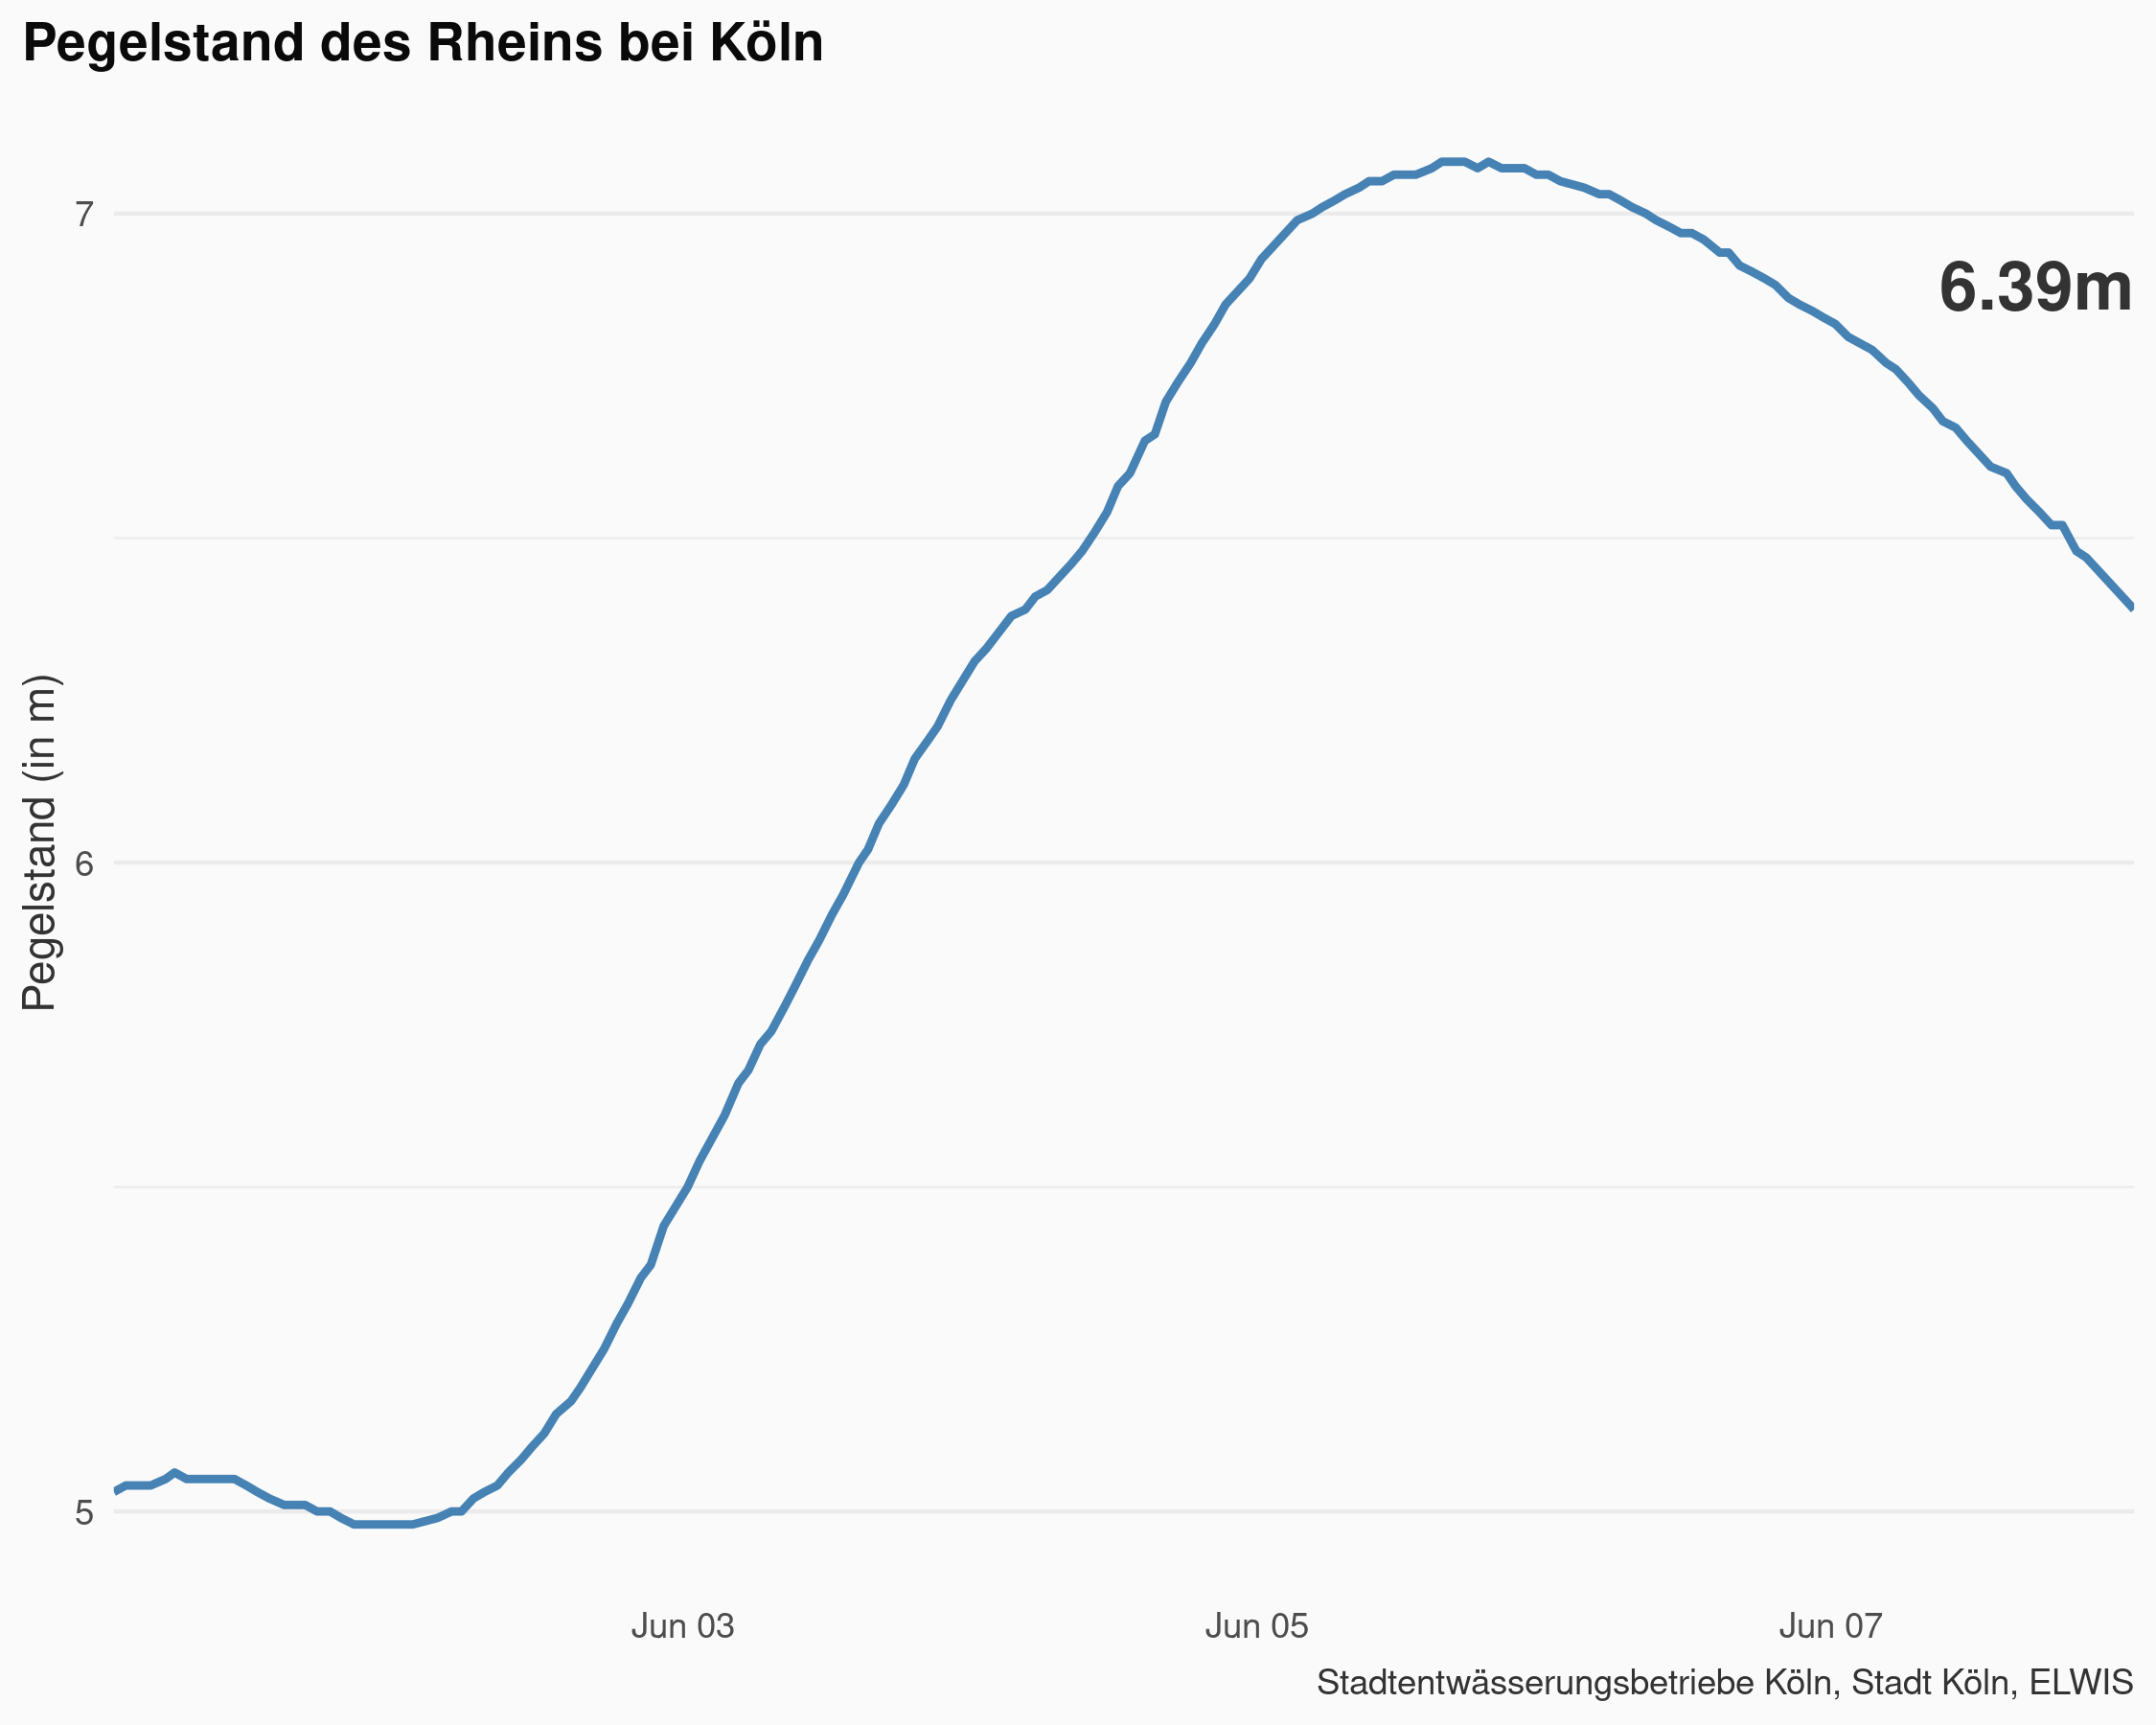 Pegelstand des Rheins bei Köln
7
6.39m
Pegelstand (in m)
6
5
Jun 03
Jun 05
Jun 07
Stadtentwässerungsbetriebe Köln, Stadt Köln, ELWIS